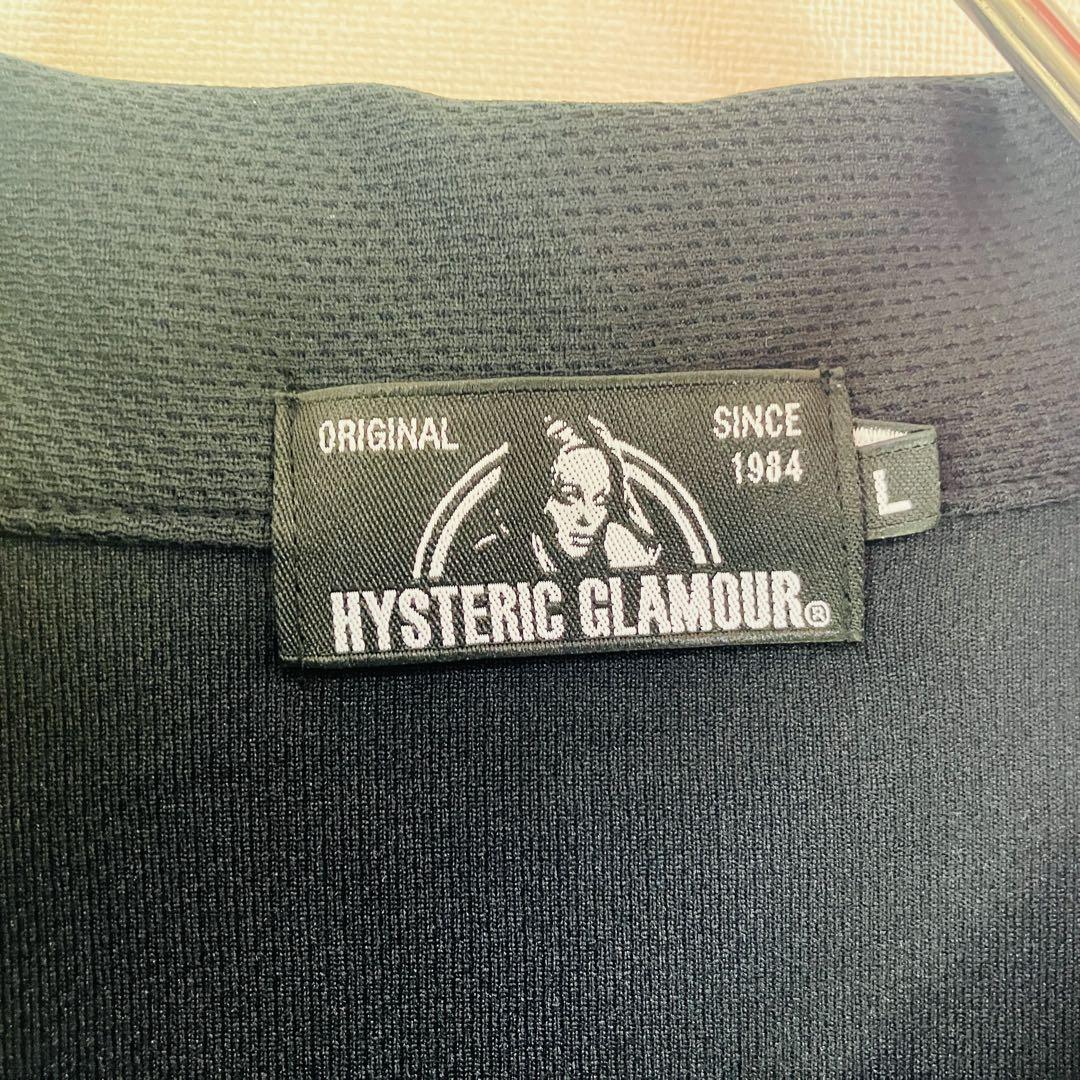 ORIGINAL
SINCE
1984
HYSTERIC GLAMOUR®
L